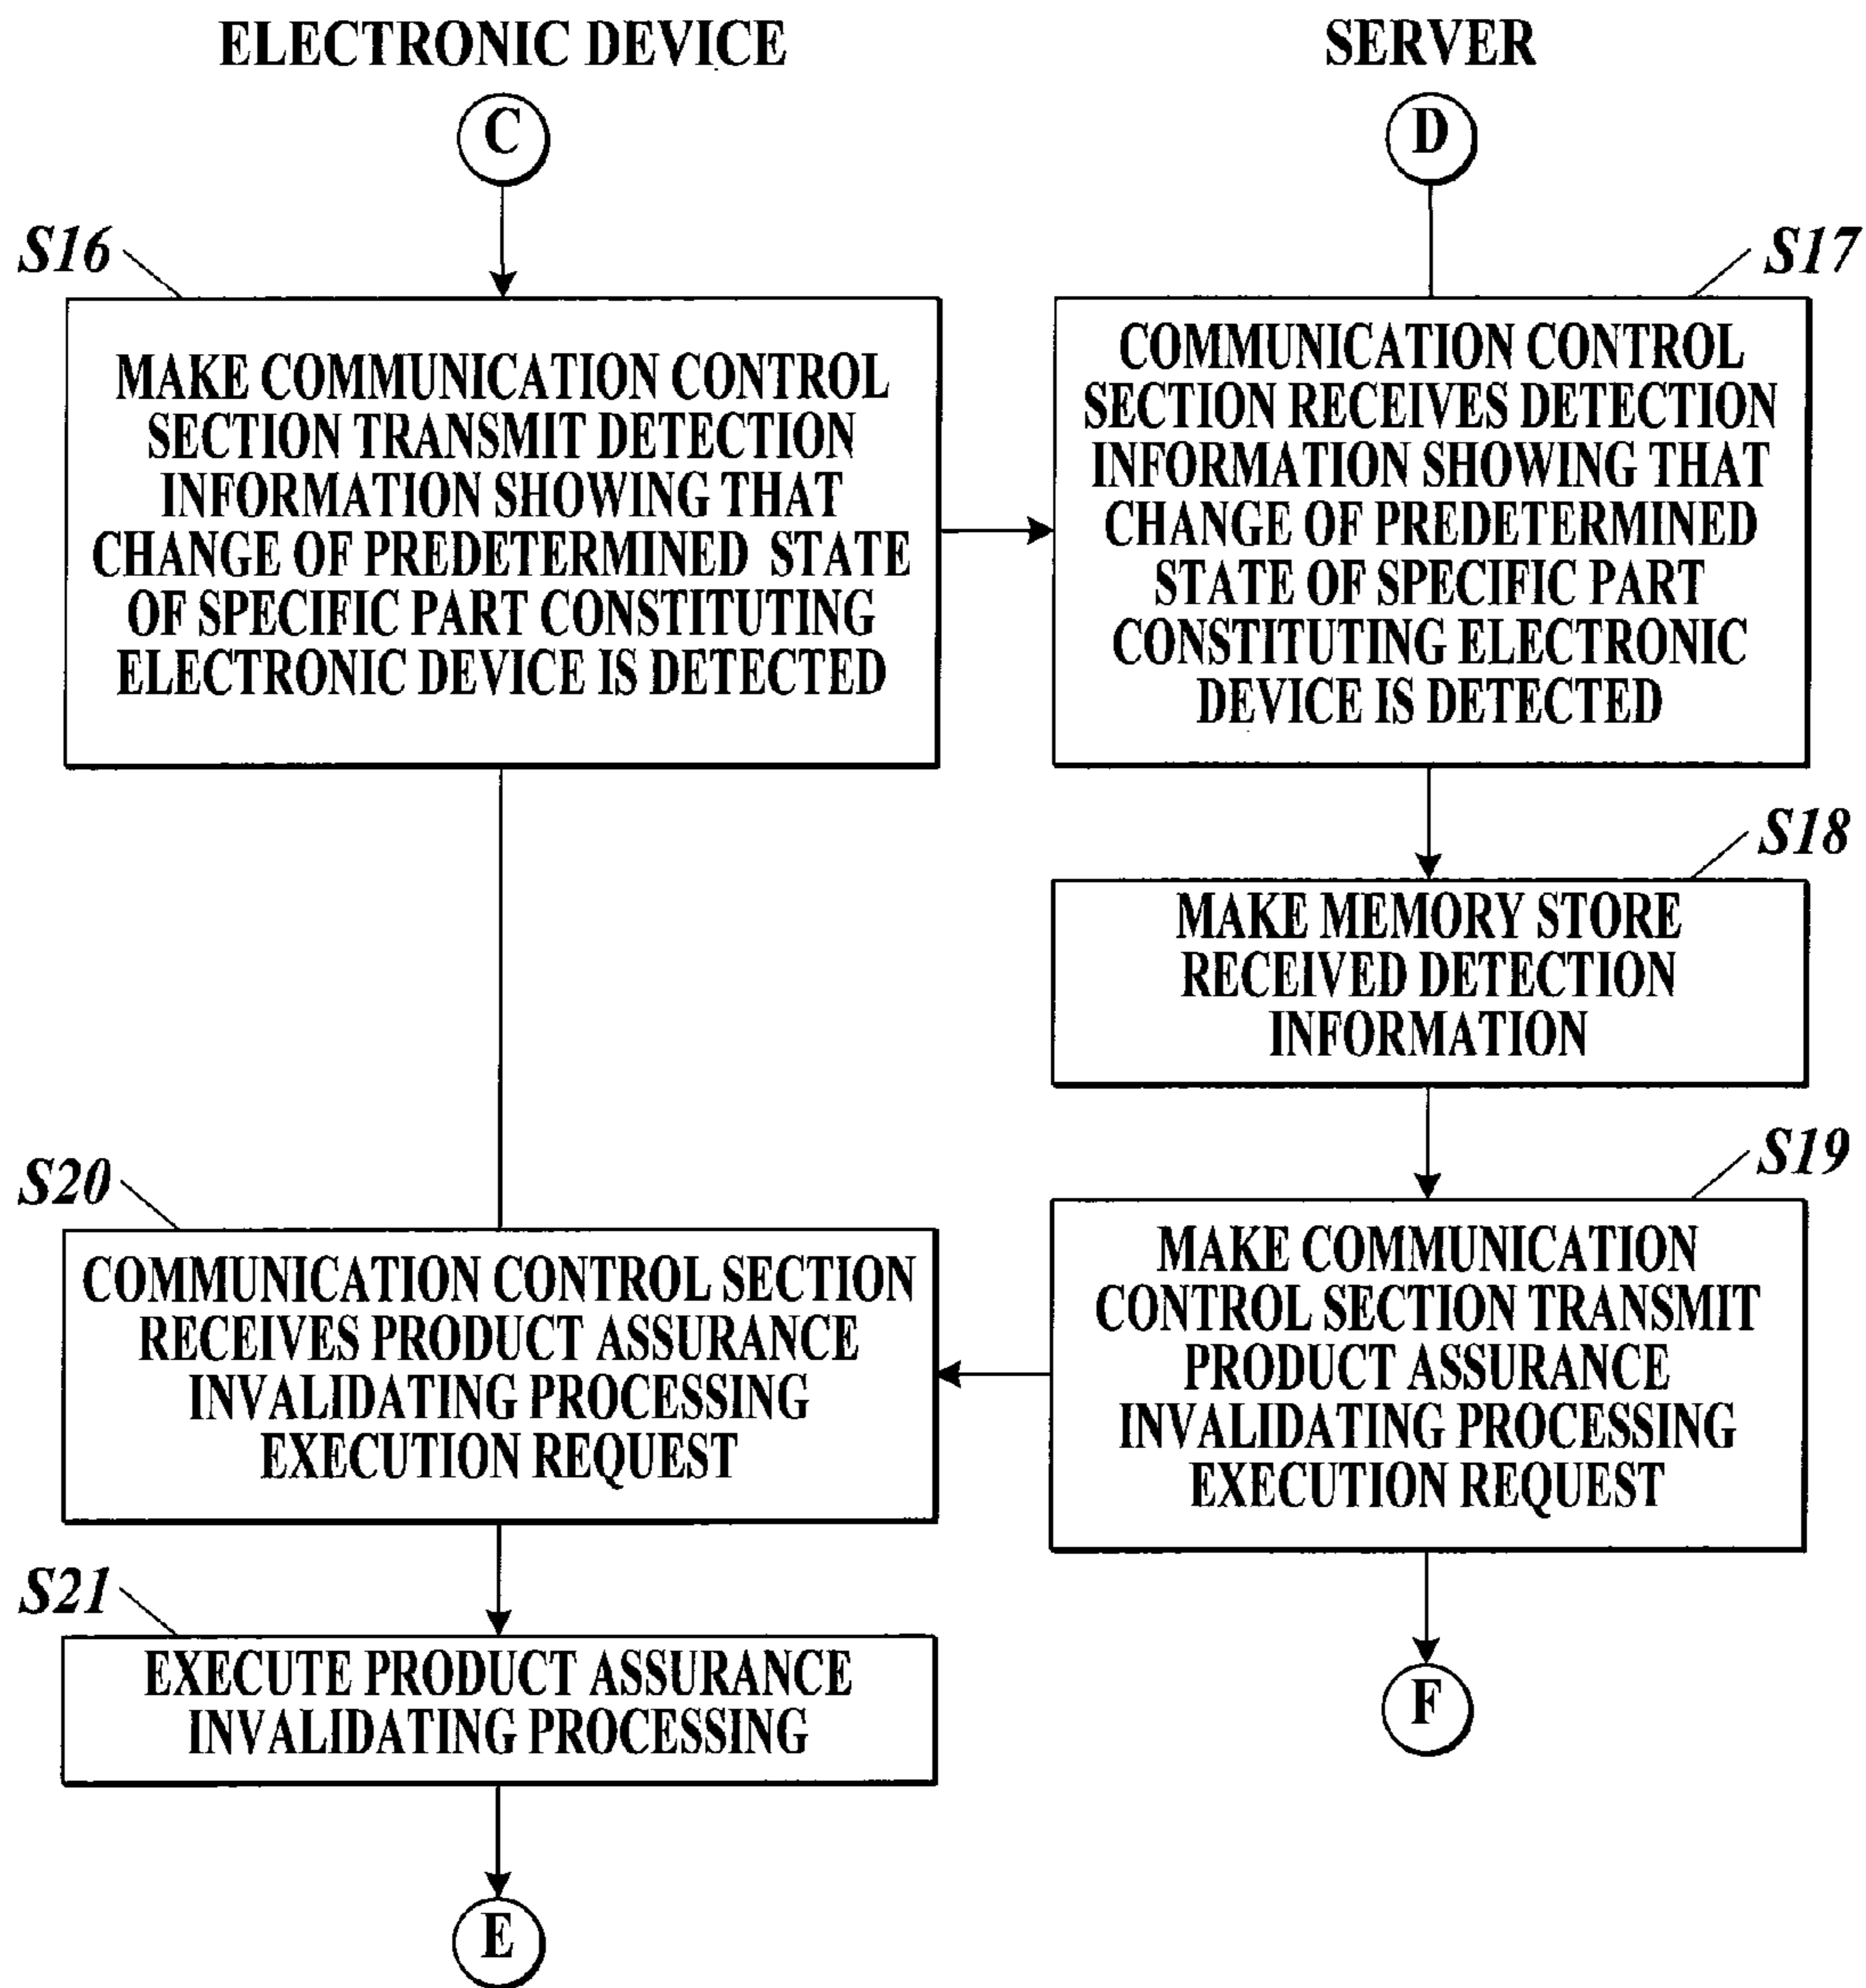 ELECTRONIC DEVICE
SERVER
C
D
S16
S17
MAKE COMMUNICATION CONTROL
SECTION TRANSMIT DETECTION
INFORMATION SHOWING THAT
CHANGE OF PREDETERMINED STATE
OF SPECIFIC PART CONSTITUTING
ELECTRONIC DEVICE IS DETECTED
COMMUNICATION CONTROL
SECTION RECEIVES DETECTION
INFORMATION SHOWING THAT
CHANGE OF PREDETERMINED
STATE OF SPECIFIC PART
CONSTITUTING ELECTRONIC
DEVICE IS DETECTED
S18
MAKE MEMORY STORE
RECEIVED DETECTION
INFORMATION
S19
MAKE COMMUNICATION
CONTROL SECTION TRANSMIT
PRODUCT ASSURANCE
INVALIDATING PROCESSING
EXECUTION REQUEST
S20
COMMUNICATION CONTROL SECTION
RECEIVES PRODUCT ASSURANCE
INVALIDATING PROCESSING
EXECUTION REQUEST
S21
EXECUTE PRODUCT ASSURANCE
INVALIDATING PROCESSING
F
E